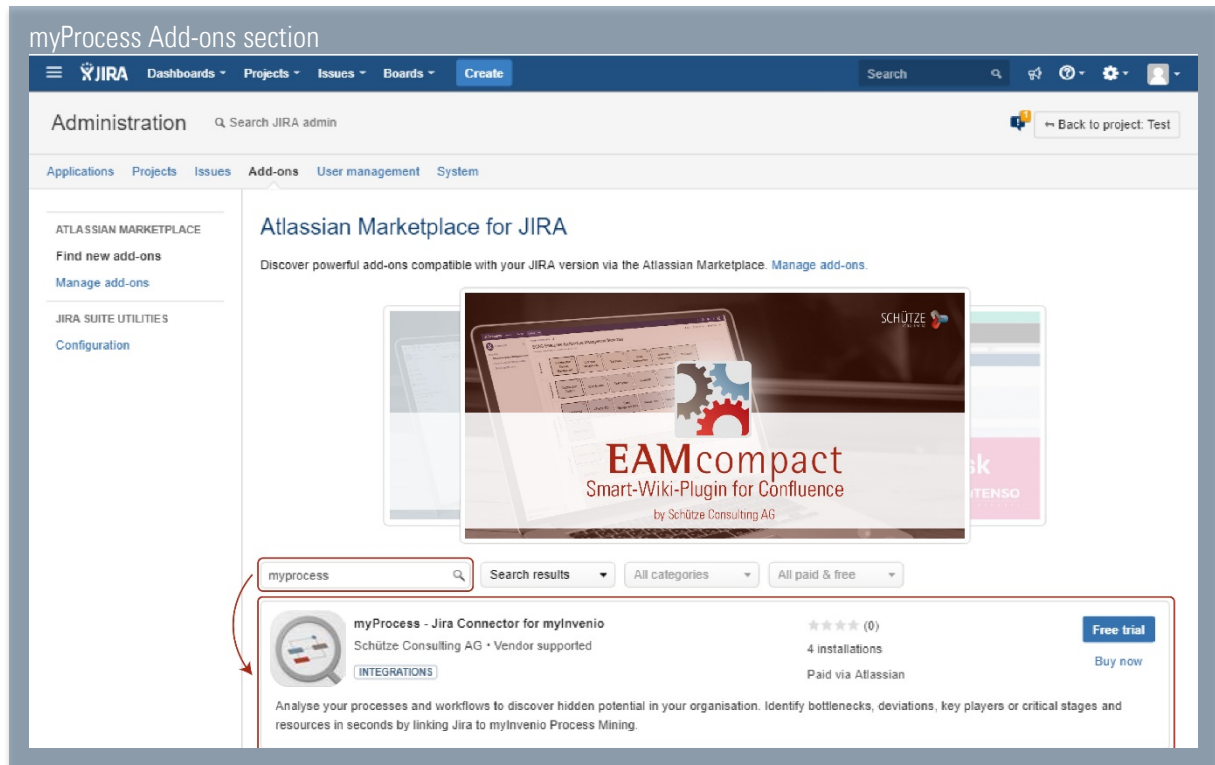 myProcess Add-ons section
JIRA Dashboards Projects Issues Boards Create Search
Administration Search JIRA admin Back to project: Test
Applications Projects Issues Add-ons User management System
ATLASSIAN MARKETPLACE
Find new add-ons
Manage add-ons
JIRA SUITE UTILITIES
Configuration
Atlassian Marketplace for JIRA
Discover powerful add-ons compatible with your JIRA version via the Atlassian Marketplace. Manage add-ons.
SCHÜTZE
EAMcompact
Smart-Wiki-Plugin for Confluence
by Schütze Consulting AG
sk
TENSO
myprocess Search results All categories All paid & free
myProcess - Jira Connector for myInvenio
Schütze Consulting AG • Vendor supported
INTEGRATIONS
(0)
4 installations
Paid via Atlassian
Free trial
Buy now
Analyse your processes and workflows to discover hidden potential in your organisation. Identify bottlenecks, deviations, key players or critical stages and
resources in seconds by linking Jira to myInvenio Process Mining.